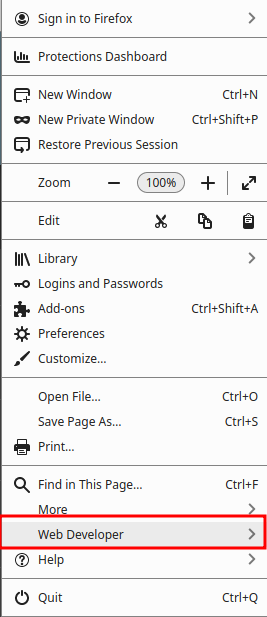 Sign in to Firefox
Protections Dashboard
New Window Ctrl+N
New Private Window Ctrl+Shift+P
Restore Previous Session
Zoom 100%
Edit
Library
Logins and Passwords
Add-ons Ctrl+Shift+A
Preferences
Customize...
Open File... Ctrl+O
Save Page As... Ctrl+S
Print...
Find in This Page... Ctrl+F
More
Web Developer
Help
Quit Ctrl+Q